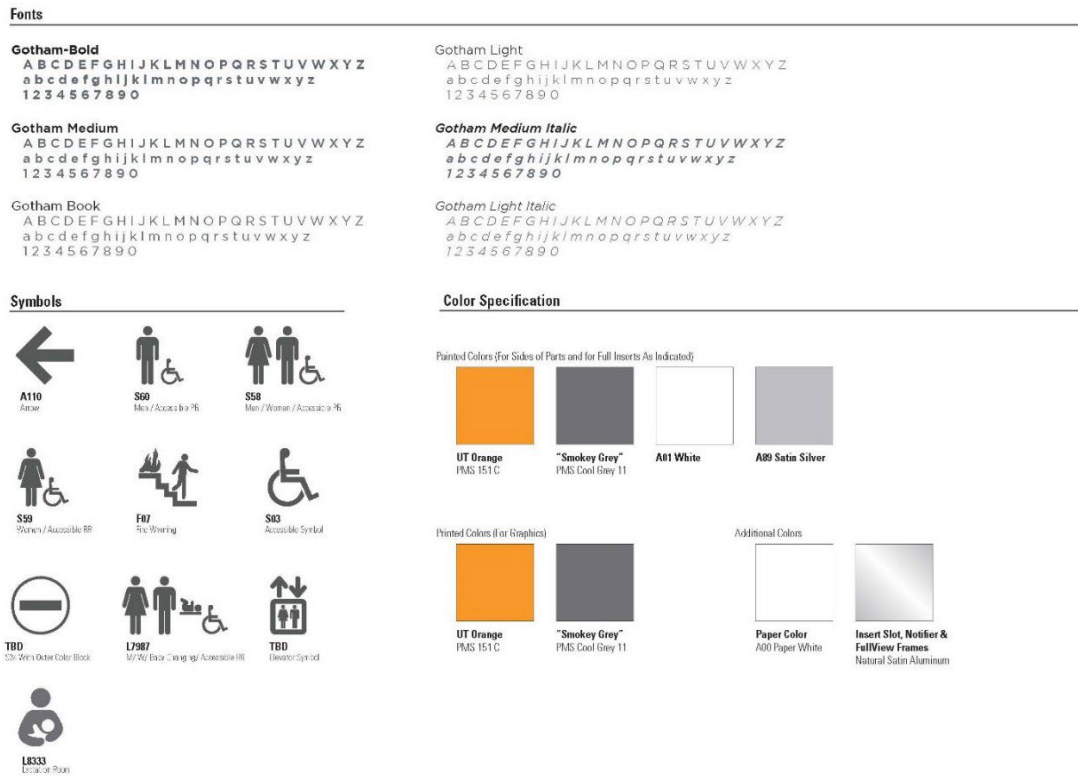 Fonts
Gotham-Bold
A B C D E F G H I J K L M N O P Q R S T U V W X Y Z
a b c d e f g h i j k l m n o p q r s t u v w x y z
1 2 3 4 5 6 7 8 9 0
Gotham Medium
A B C D E F G H I J K L M N O P Q R S T U V W X Y Z
a b c d e f g h i j k l m n o p q r s t u v w x y z
1 2 3 4 5 6 7 8 9 0
Gotham Book
A B C D E F G H I J K L M N O P Q R S T U V W X Y Z
a b c d e f g h i j k l m n o p q r s t u v w x y z
1 2 3 4 5 6 7 8 9 0
Gotham Light
A B C D E F G H I J K L M N O P Q R S T U V W X Y Z
a b c d e f g h i j k l m n o p q r s t u v w x y z
1 2 3 4 5 6 7 8 9 0
Gotham Medium Italic
A B C D E F G H I J K L M N O P Q R S T U V W X Y Z
a b c d e f g h i j k l m n o p q r s t u v w x y z
1 2 3 4 5 6 7 8 9 0
Gotham Light Italic
A B C D E F G H I J K L M N O P Q R S T U V W X Y Z
a b c d e f g h i j k l m n o p q r s t u v w x y z
1 2 3 4 5 6 7 8 9 0
Symbols
A110
Arrow
S60
Men / Accessible RR
S58
Men / Women / Accessible RR
S59
Women / Accessible RR
F07
Fire Warning
S03
Accessible Symbol
TBD
With Outer Color Block
L7987
M/ W/ Baby Changing/ Accessible RR
TBD
Elevator Symbol
L8333
Lactation Room
Color Specification
Painted Colors (For Sides of Parts and for Full Inserts As Indicated)
UT Orange
PMS 151 C
"Smokey Grey"
PMS Cool Grey 11
A01 White
A89 Satin Silver
Printed Colors (For Graphics)
UT Orange
PMS 151 C
"Smokey Grey"
PMS Cool Grey 11
Additional Colors
Paper Color
A00 Paper White
Insert Slot, Notifier &
FullView Frames
Natural Satin Aluminum